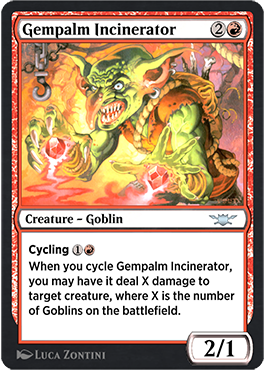 Gempalm Incinerator 2
Creature – Goblin
Cycling 1
When you cycle Gempalm Incinerator,
you may have it deal X damage to
target creature, where X is the number
of Goblins on the battlefield.
2/1
Luca Zontini